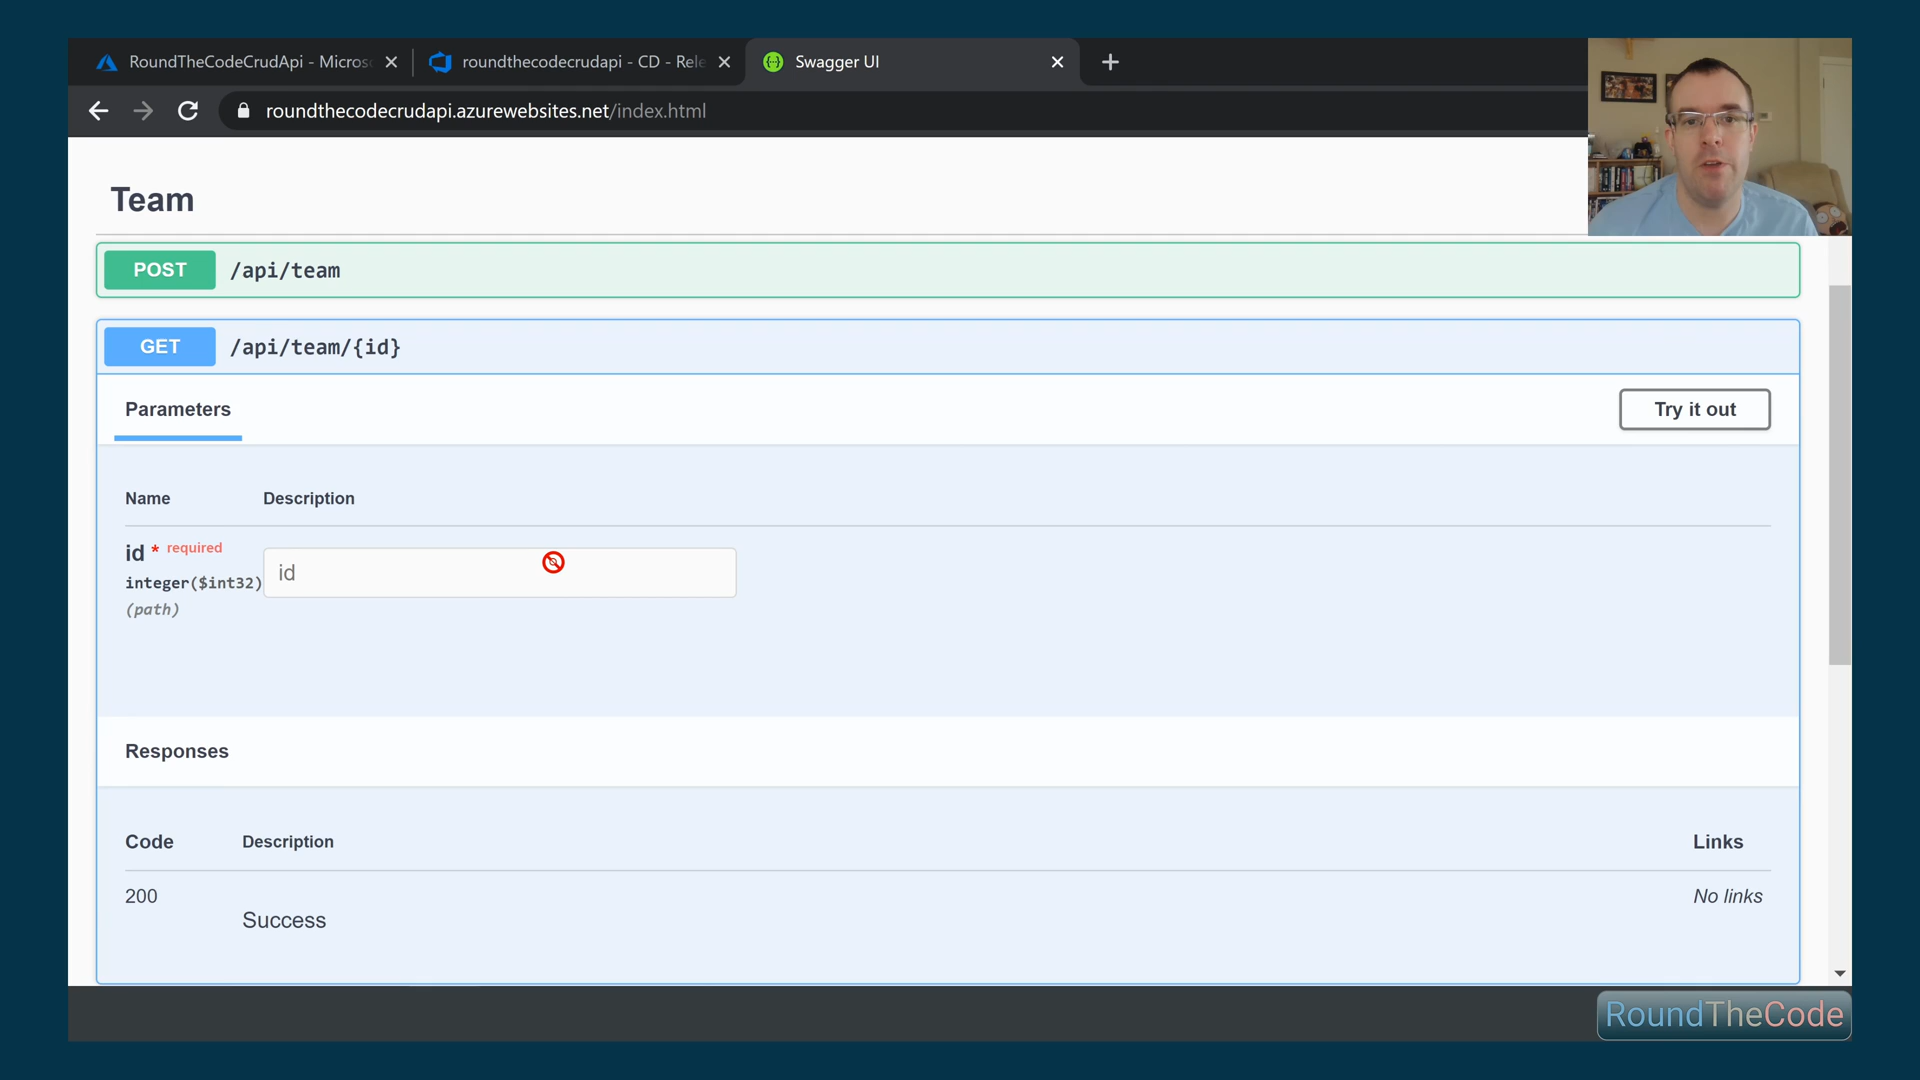 RoundTheCodeCrudApi - Micros
roundthecodecrudapi - CD - Rele
Swagger UI
roundthecodecrudapi.azurewebsites.net/index.html
Team
POST /api/team
GET /api/team/{id}
Parameters
Try it out
Name Description
id * required
integer($int32)
(path)
id
Responses
Code Description Links
200
Success
No links
RoundTheCode